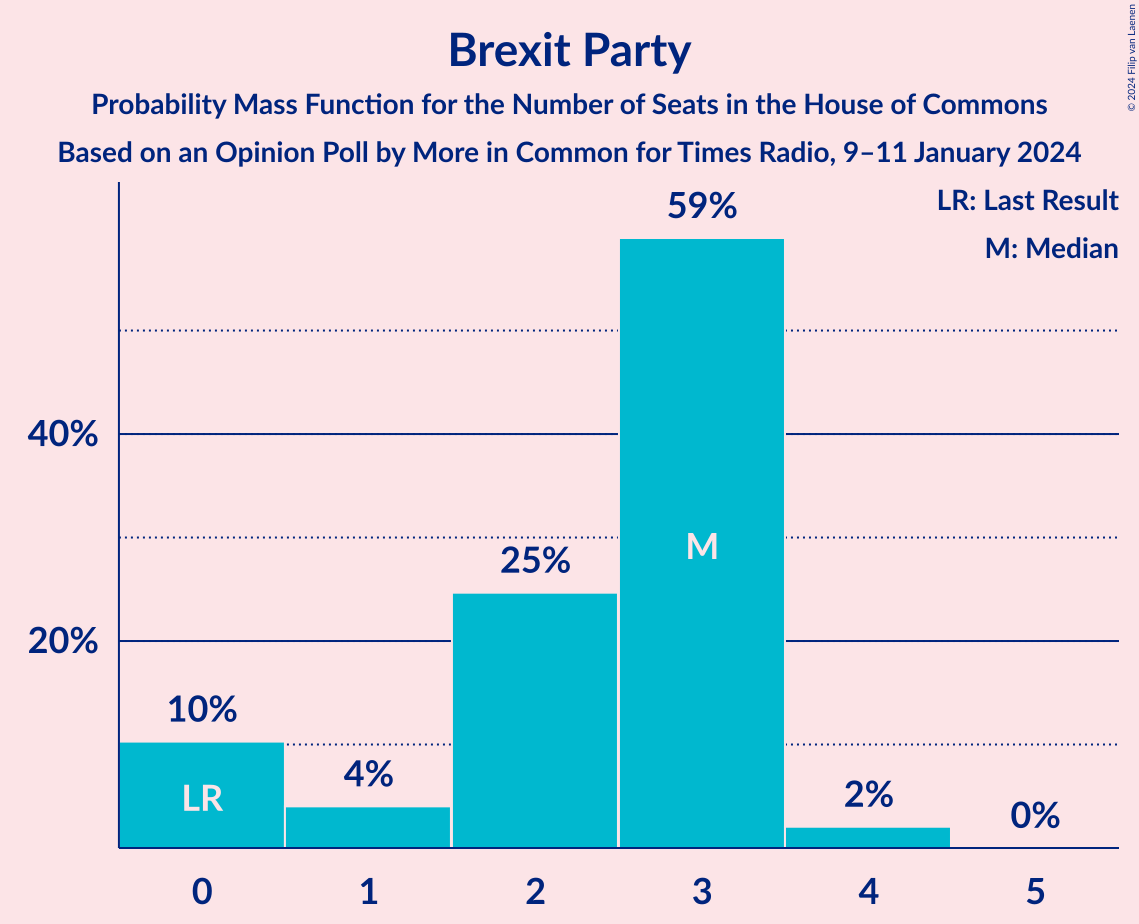 Brexit Party
Probability Mass Function for the Number of Seats in the House of Commons
Based on an Opinion Poll by More in Common for Times Radio, 9–11 January 2024
© 2024 Filip van Laenen
LR: Last Result
M: Median
59%
40%
M
25%
20%
10%
LR
4%
2%
0%
0 1 2 3 4 5